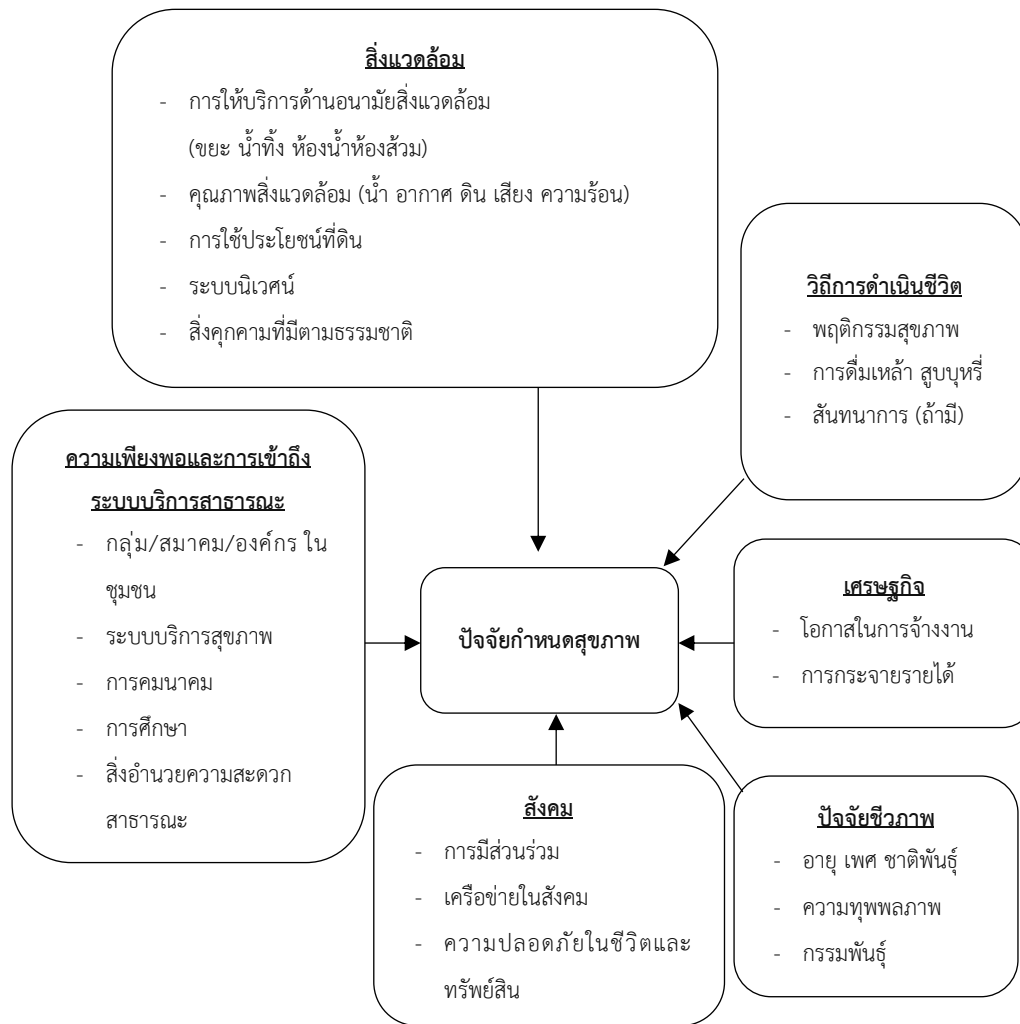 สิ่งแวดล้อม
- การให้บริการด้านอนามัยสิ่งแวดล้อม
(ขยะ น้ำทิ้ง ห้องน้ำห้องส้วม)
- คุณภาพสิ่งแวดล้อม (น้ำ อากาศ ดิน เสียง ความร้อน)
- การใช้ประโยชน์ที่ดิน
- ระบบนิเวศน์
- สิ่งคุกคามที่มีตามธรรมชาติ
วิถีการดำเนินชีวิต
- พฤติกรรมสุขภาพ
- การดื่มเหล้า สูบบุหรี่
- สันทนาการ (ถ้ามี)
ความเพียงพอและการเข้าถึง
ระบบบริการสาธารณะ
- กลุ่ม/สมาคม/องค์กร ใน
ชุมชน
- ระบบบริการสุขภาพ
- การคมนาคม
- การศึกษา
- สิ่งอำนวยความสะดวก
สาธารณะ
ปัจจัยกำหนดสุขภาพ
เศรษฐกิจ
- โอกาสในการจ้างงาน
- การกระจายรายได้
สังคม
- การมีส่วนร่วม
- เครือข่ายในสังคม
- ความปลอดภัยในชีวิตและ
ทรัพย์สิน
ปัจจัยชีวภาพ
- อายุ เพศ ชาติพันธุ์
- ความทุพพลภาพ
- กรรมพันธุ์